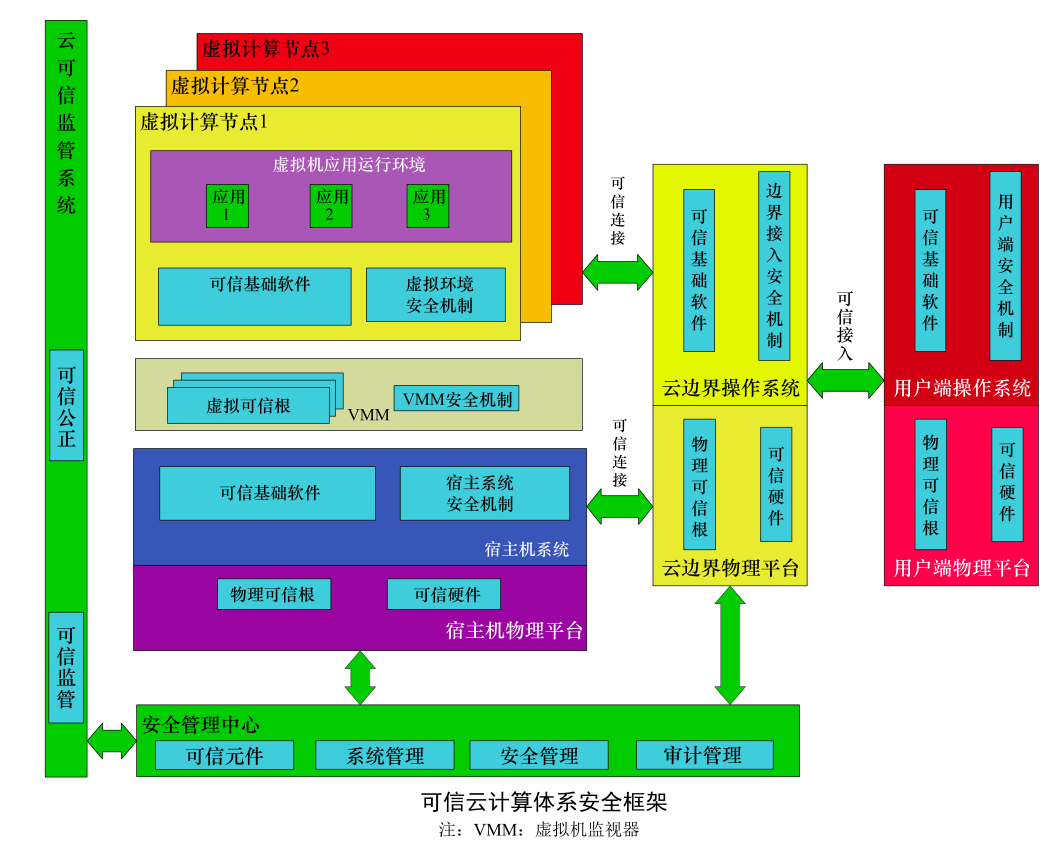 云可信监管系统
可信公正
可信监管
虚拟计算节点3
虚拟计算节点2
虚拟计算节点1
虚拟机应用运行环境
应用
1
应用
2
应用
3
可信基础软件
虚拟环境
安全机制
虚拟可信根
VMM
VMM安全机制
可信基础软件
宿主系统
安全机制
宿主机系统
物理可信根
可信硬件
宿主机物理平台
可信连接
可信连接
可信基础软件
边界接入安全机制
云边界操作系统
物理可信根
可信硬件
云边界物理平台
可信接入
可信基础软件
用户端安全机制
用户端操作系统
物理可信根
可信硬件
用户端物理平台
安全管理中心
可信元件
系统管理
安全管理
审计管理
可信云计算体系安全框架
注：VMM：虚拟机监视器